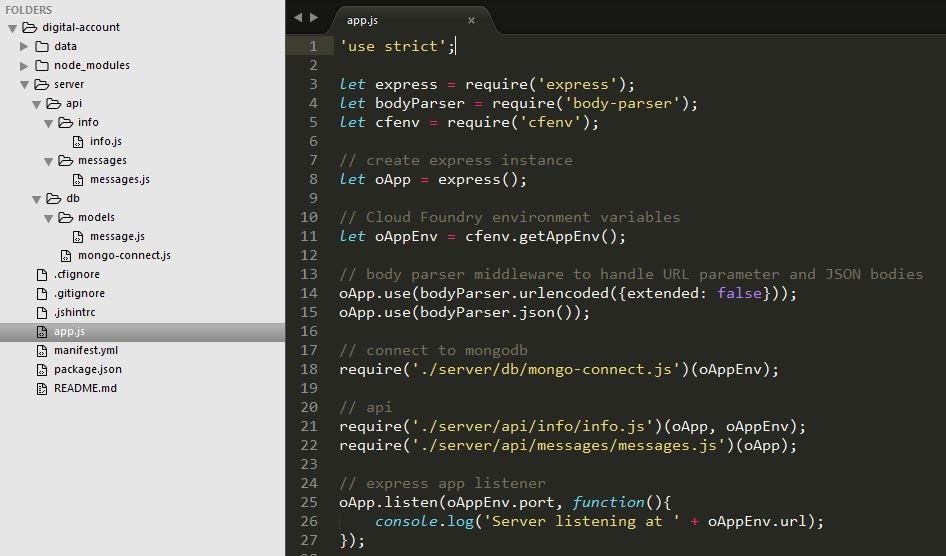 FOLDERS
digital-account
data
node_modules
server
api
info
info.js
messages
messages.js
db
models
message.js
mongo-connect.js
.cfignore
.gitignore
.jshintrc
app.js
manifest.yml
package.json
README.md
app.js ×
1 'use strict';
2
3 let express = require('express');
4 let bodyParser = require('body-parser');
5 let cfenv = require('cfenv');
6
7 // create express instance
8 let oApp = express();
9
10 // Cloud Foundry environment variables
11 let oAppEnv = cfenv.getAppEnv();
12
13 // body parser middleware to handle URL parameter and JSON bodies
14 oApp.use(bodyParser.urlencoded({extended: false}));
15 oApp.use(bodyParser.json());
16
17 // connect to mongodb
18 require('./server/db/mongo-connect.js')(oAppEnv);
19
20 // api
21 require('./server/api/info/info.js')(oApp, oAppEnv);
22 require('./server/api/messages/messages.js')(oApp);
23
24 // express app listener
25 oApp.listen(oAppEnv.port, function(){
26     console.log('Server listening at ' + oAppEnv.url);
27 });